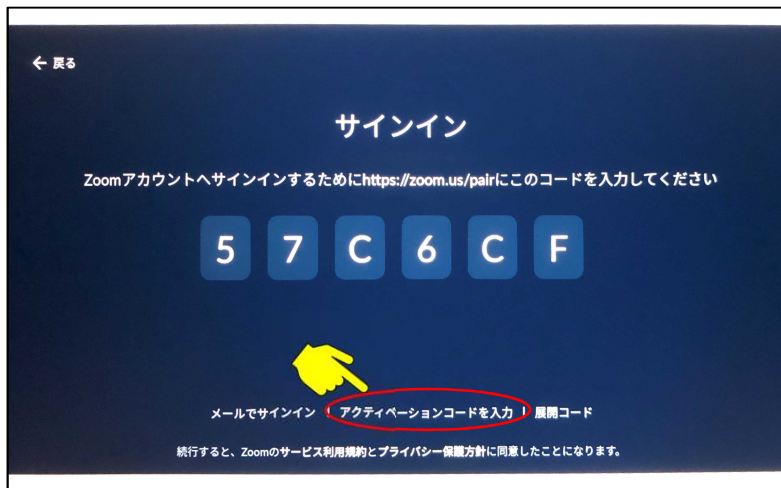 ← 戻る
サインイン
Zoomアカウントへサインインするためにhttps://zoom.us/pairにこのコードを入力してください
5 7 C 6 C F
メールでサインイン | アクティベーションコードを入力 | 展開コード
続行すると、Zoomのサービス利用規約とプライバシー保護方針に同意したことになります。